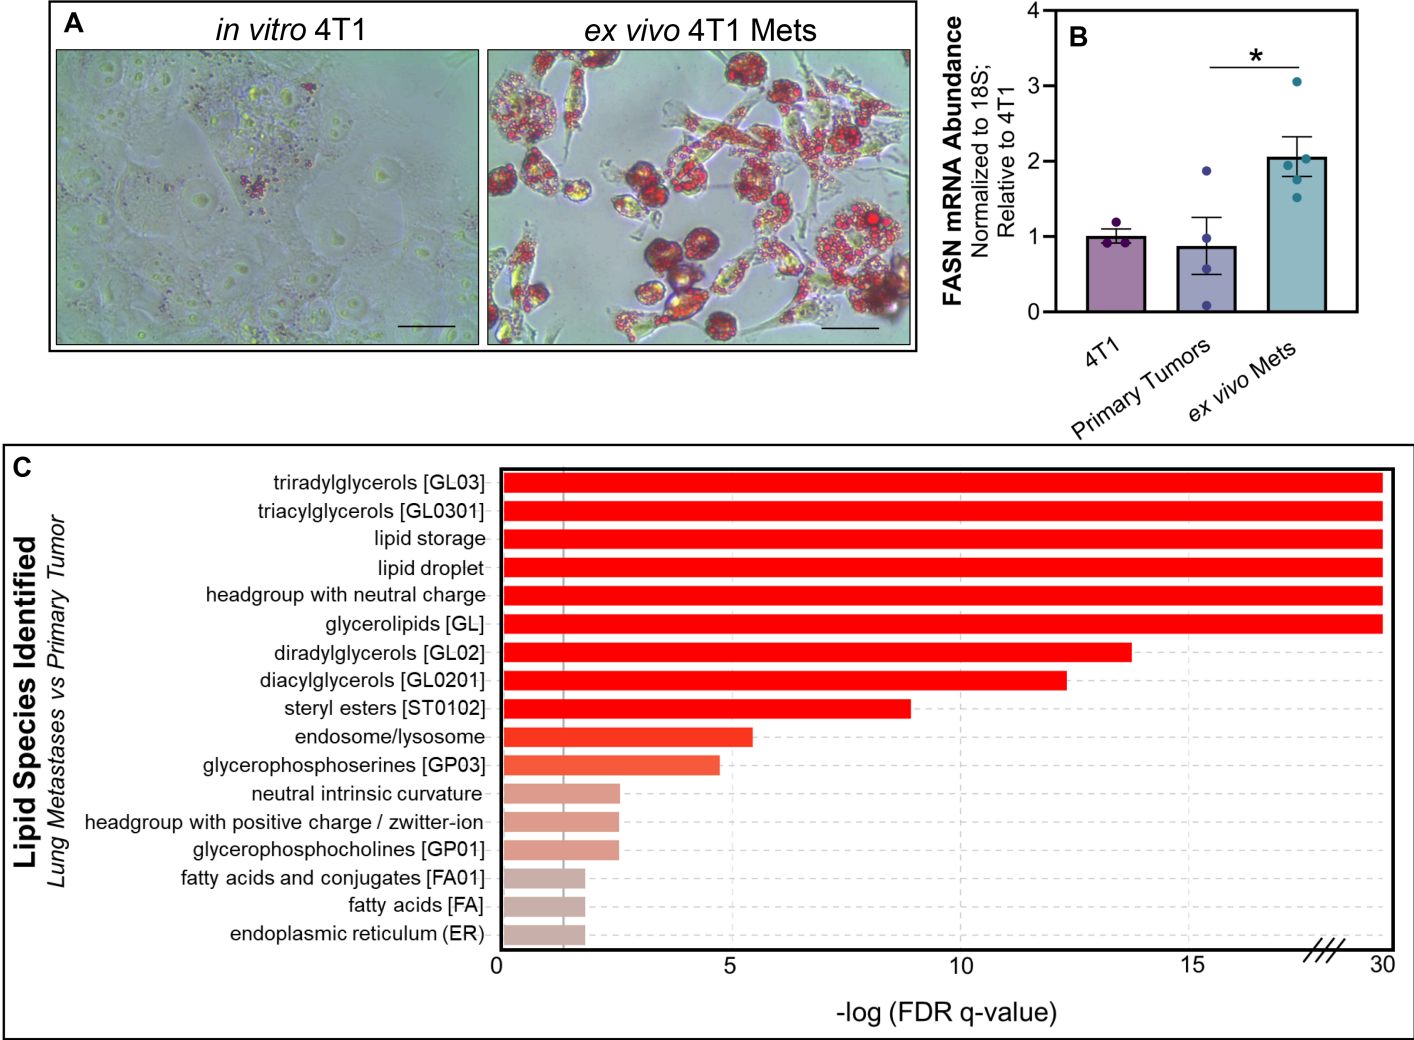 A
in vitro 4T1
ex vivo 4T1 Mets
B
FASN mRNA Abundance
Normalized to 18S;
Relative to 4T1
4
3
2
1
0
*
4T1
Primary Tumors
ex vivo Mets
C
Lipid Species Identified
Lung Metastases vs Primary Tumor
triradylglycerols [GL03]
triacylglycerols [GL0301]
lipid storage
lipid droplet
headgroup with neutral charge
glycerolipids [GL]
diradylglycerols [GL02]
diacylglycerols [GL0201]
steryl esters [ST0102]
endosome/lysosome
glycerophosphoserines [GP03]
neutral intrinsic curvature
headgroup with positive charge / zwitter-ion
glycerophosphocholines [GP01]
fatty acids and conjugates [FA01]
fatty acids [FA]
endoplasmic reticulum (ER)
0 5 10 15 30
-log (FDR q-value)